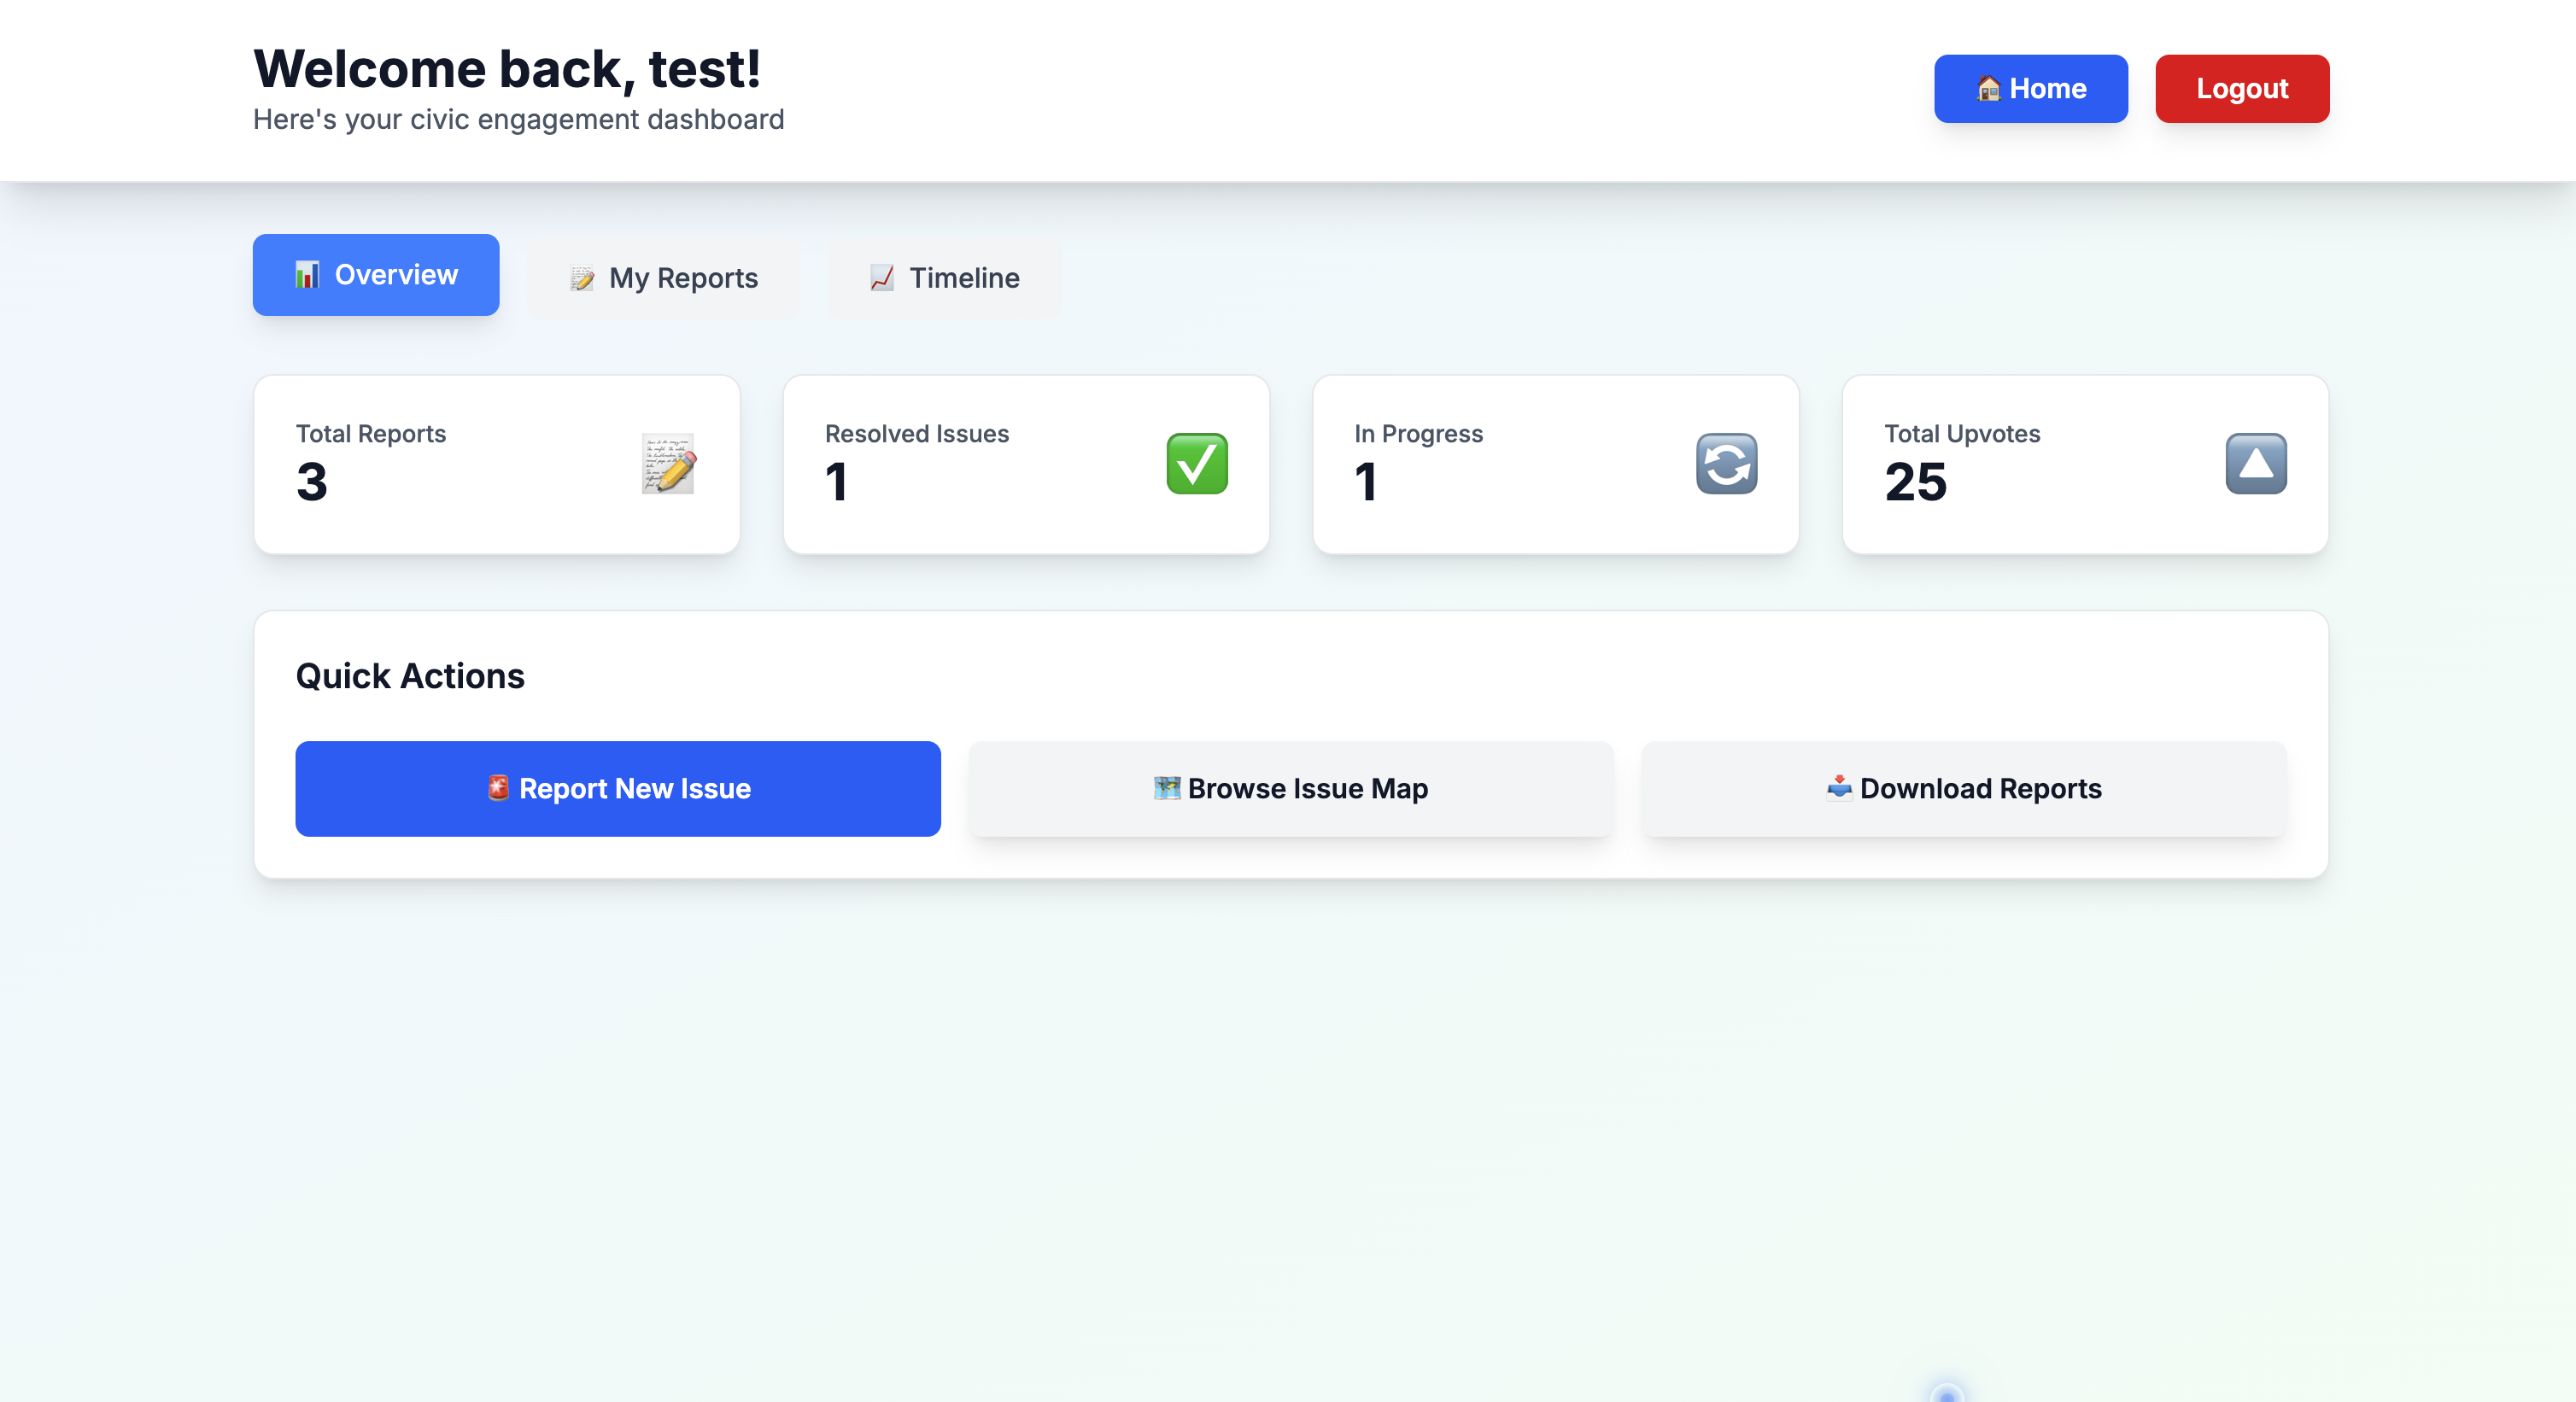 Welcome back, test!
Here's your civic engagement dashboard
Home
Logout
Overview
My Reports
Timeline
Total Reports
3
Resolved Issues
1
In Progress
1
Total Upvotes
25
Quick Actions
Report New Issue
Browse Issue Map
Download Reports